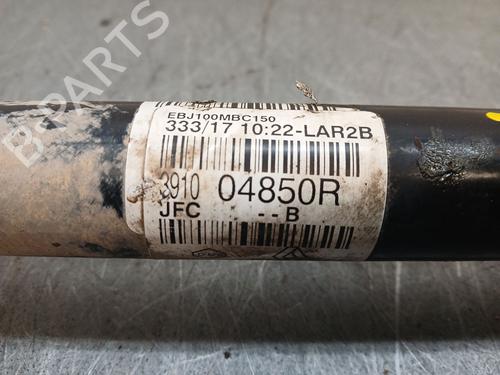 EBJ100MBC150
333/17 10:22-LAR2B
3910 04850R
JFC --B
B-PARTS